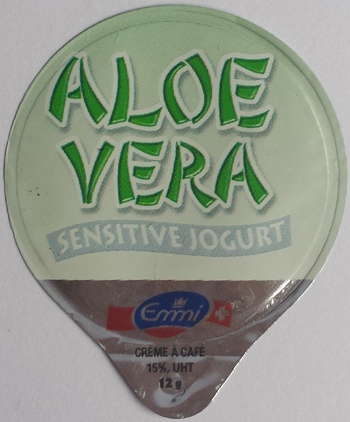 ALOE
VERA
SENSITIVE JOGURT
Emmi
CRÈME À CAFÉ
15%, UHT
12 g